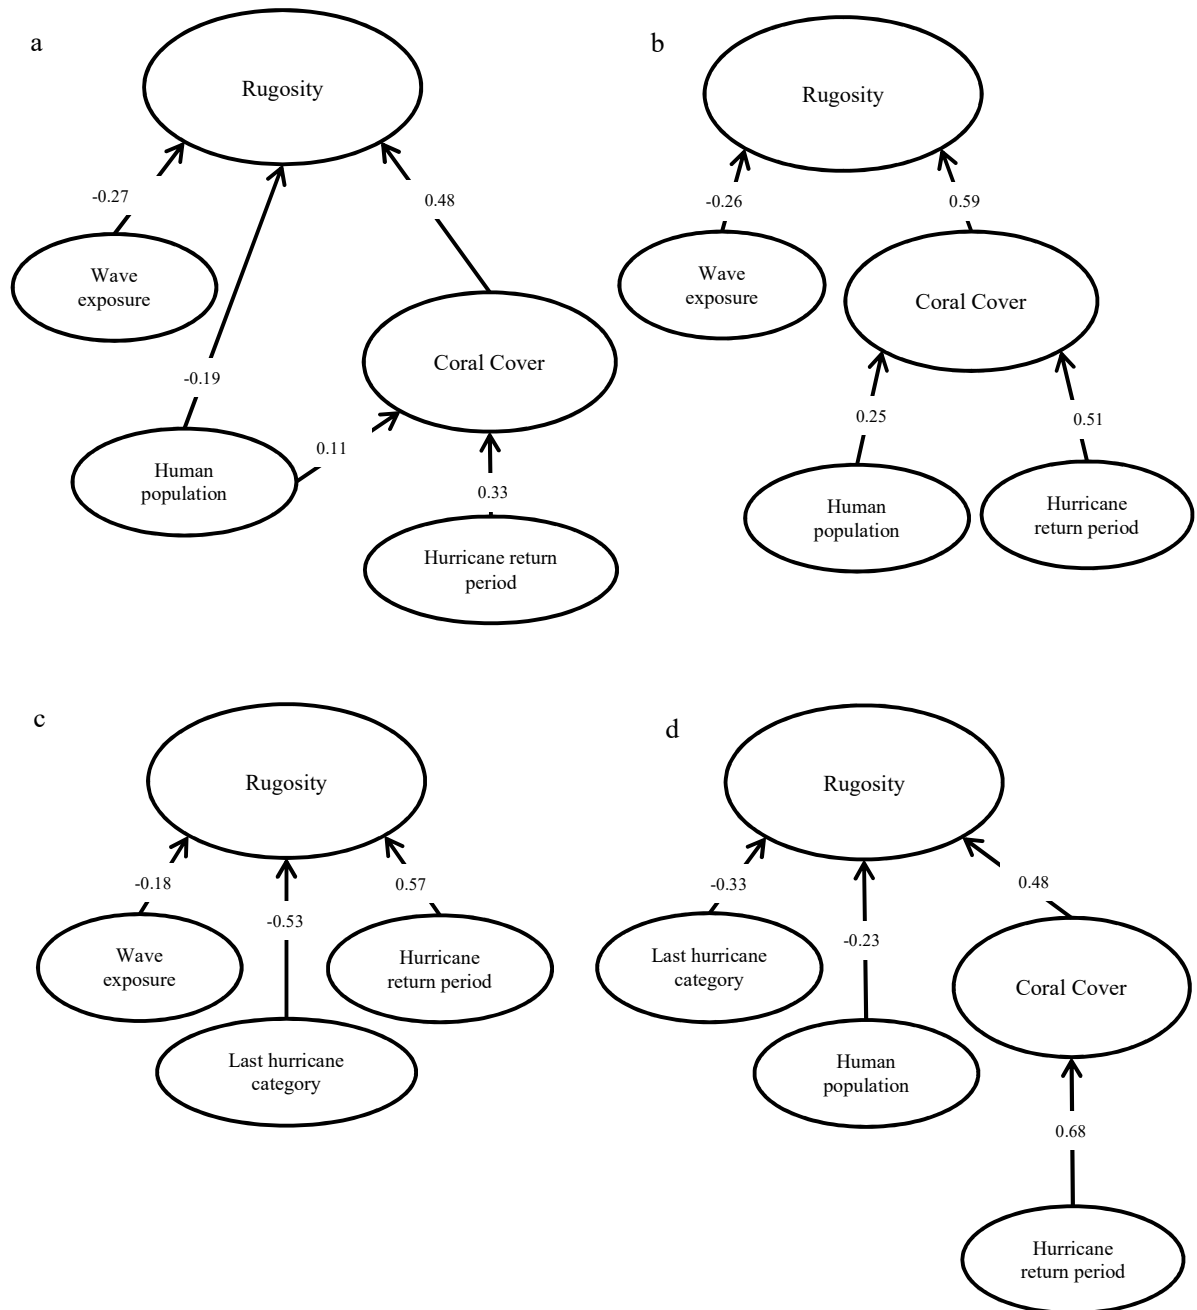 a
Rugosity
-0.27
0.48
Wave
exposure
Coral Cover
-0.19
0.11
Human
population
0.33
Hurricane return
period
b
Rugosity
-0.26
0.59
Wave
exposure
Coral Cover
0.25
0.51
Human
population
Hurricane
return period
c
Rugosity
-0.18
0.57
-0.53
Wave
exposure
Hurricane
return period
Last hurricane
category
d
Rugosity
-0.33
0.48
-0.23
Last hurricane
category
Coral Cover
Human
population
0.68
Hurricane
return period